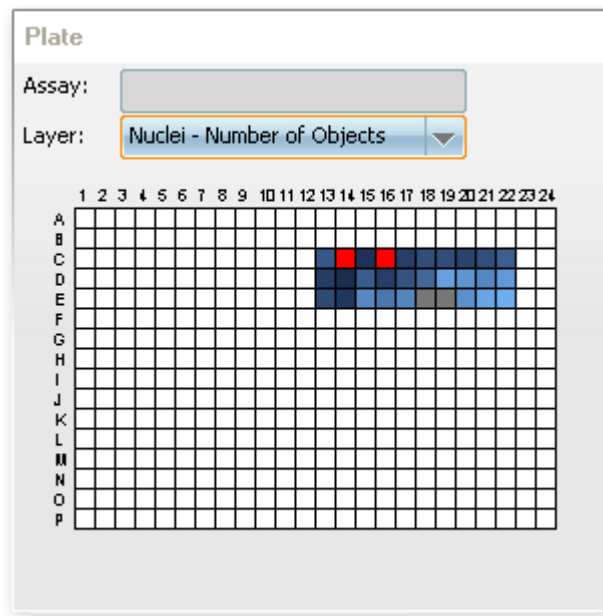 Plate
Assay:
Layer: Nuclei - Number of Objects
1 2 3 4 5 6 7 8 9 10 11 12 13 14 15 16 17 18 19 20 21 22 23 24
A
B
C
D
E
F
G
H
I
J
K
L
M
N
O
P